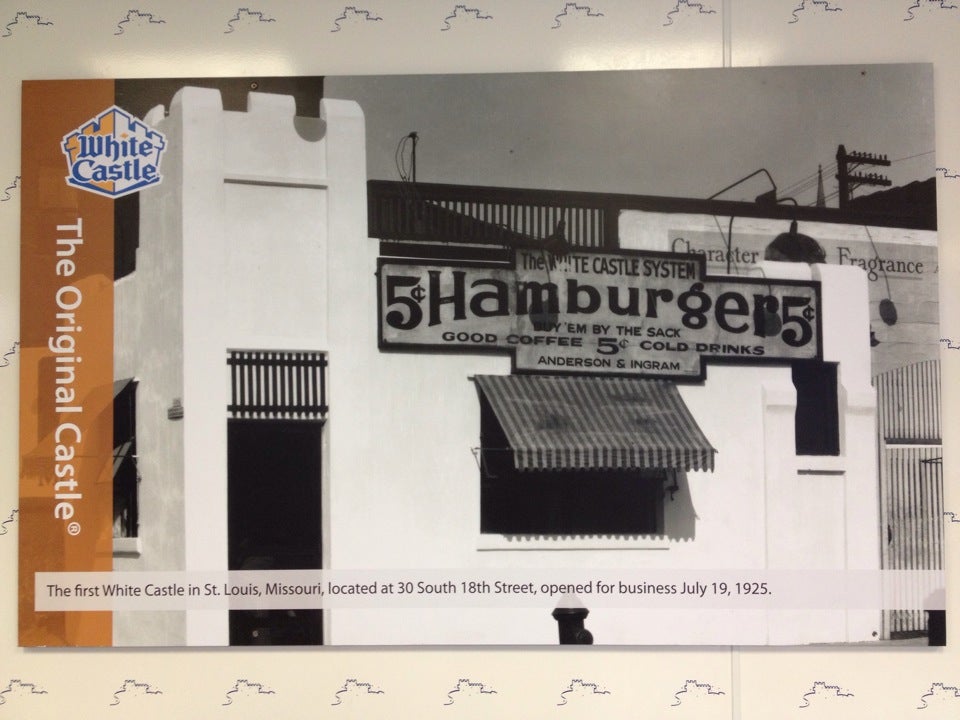 White
Castle
The Original Castle®
Character Fragrance
The WHITE CASTLE SYSTEM
5¢ Hamburger 5¢
BUY 'EM BY THE SACK
GOOD COFFEE 5¢ COLD DRINKS
ANDERSON & INGRAM
The first White Castle in St. Louis, Missouri, located at 30 South 18th Street, opened for business July 19, 1925.